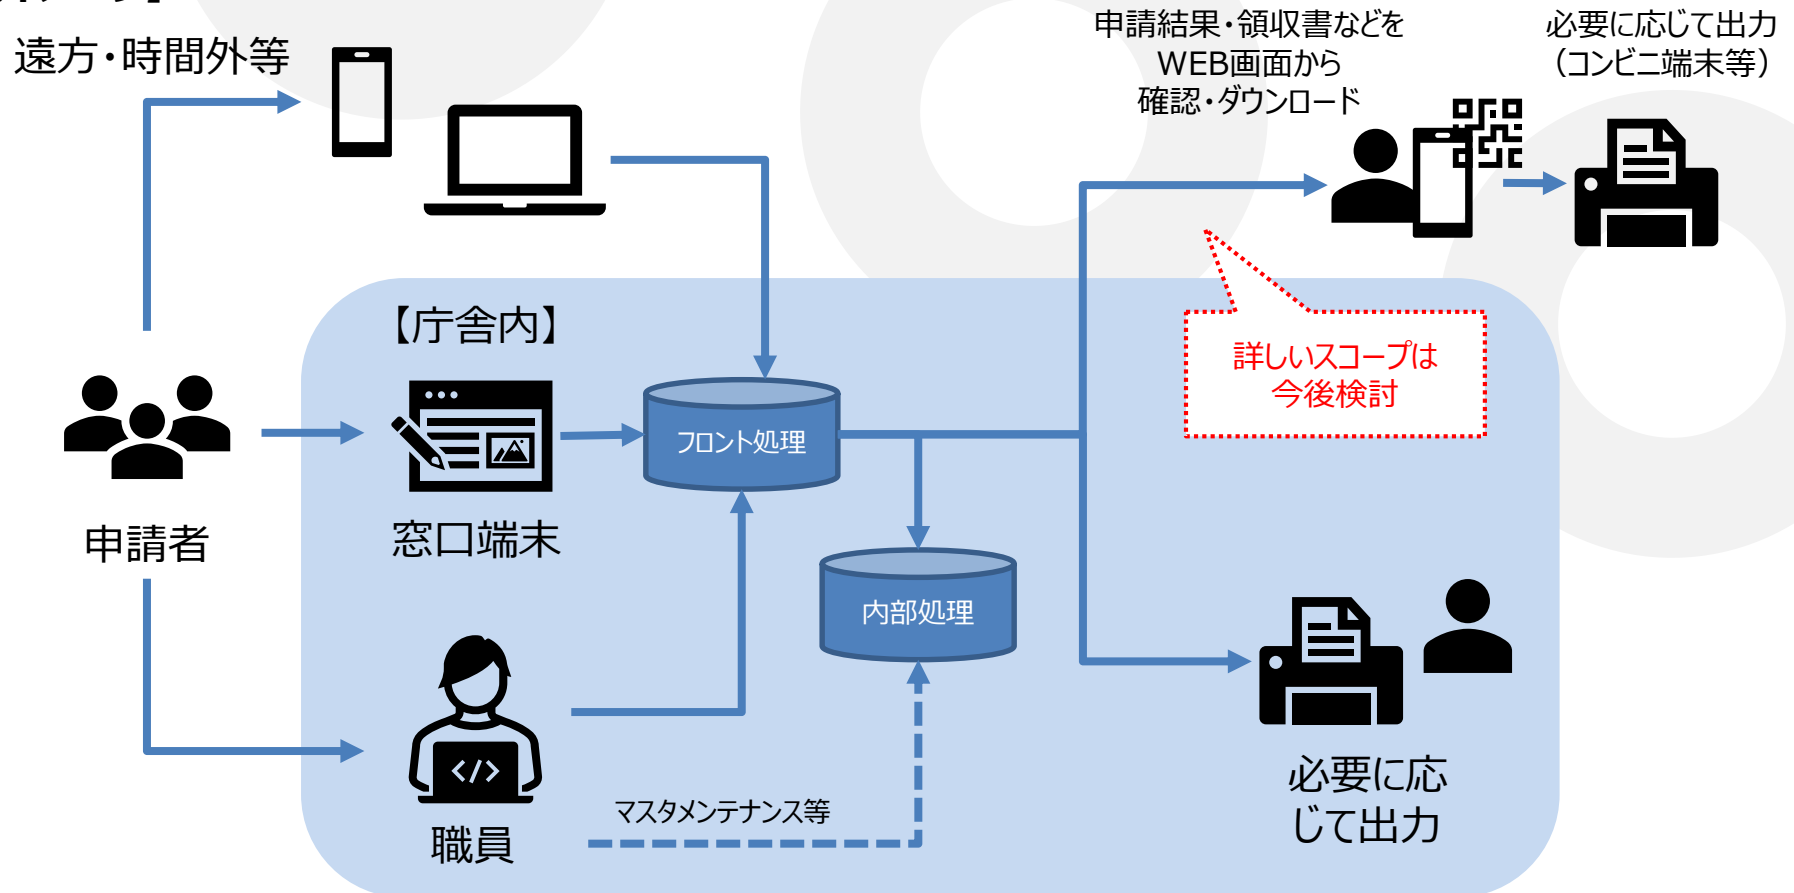 遠方・時間外等
申請結果・領収書などを
WEB画面から
確認・ダウンロード
必要に応じて出力
（コンビニ端末等）
【庁舎内】
詳しいスコープは
今後検討
フロント処理
申請者
窓口端末
内部処理
</>
マスタメンテナンス等
職員
必要に応
じて出力